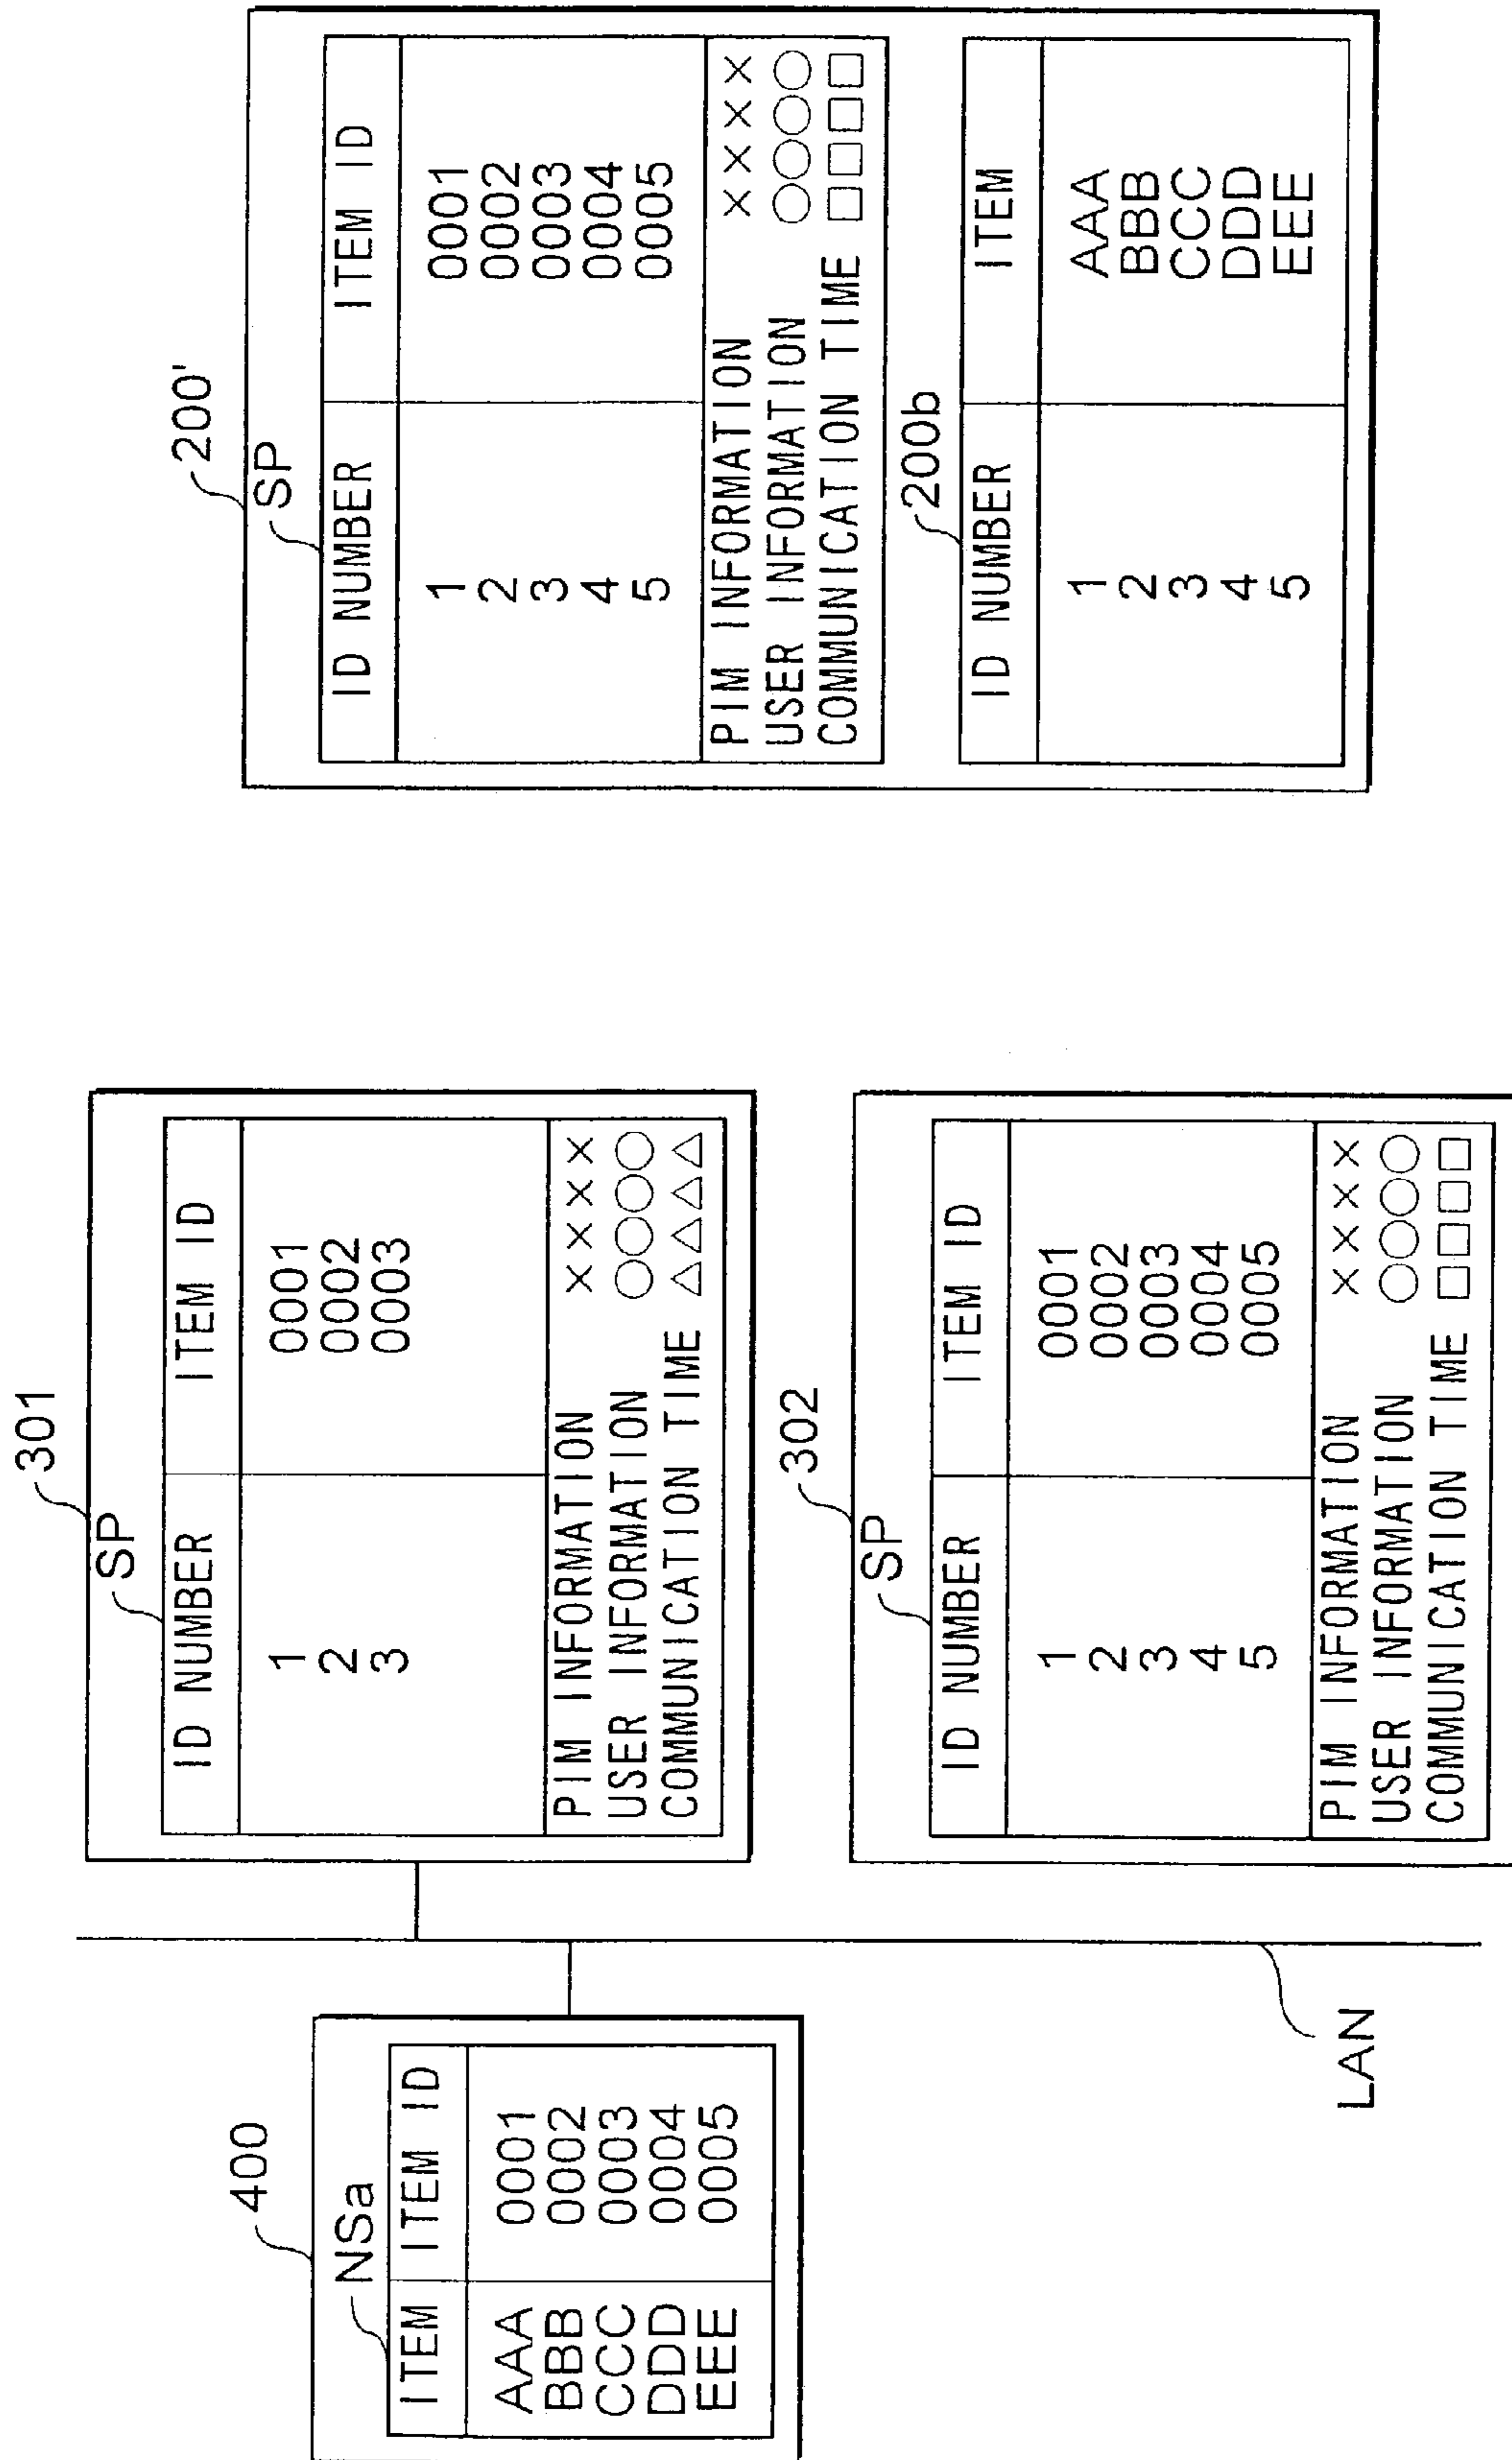 400
NSa
ITEM ITEM ID
AAA 0001
BBB 0002
CCC 0003
DDD 0004
EEE 0005
LAN
301
SP
ID NUMBER ITEM ID
1 0001
2 0002
3 0003
PIM INFORMATION ××××
USER INFORMATION ○○○○
COMMUNICATION TIME △△△△
302
SP
ID NUMBER ITEM ID
1 0001
2 0002
3 0003
4 0004
5 0005
PIM INFORMATION ××××
USER INFORMATION ○○○○
COMMUNICATION TIME □□□□
200'
SP
ID NUMBER ITEM ID
1 0001
2 0002
3 0003
4 0004
5 0005
PIM INFORMATION ××××
USER INFORMATION ○○○○
COMMUNICATION TIME □□□□
200b
ID NUMBER ITEM
1 AAA
2 BBB
3 CCC
4 DDD
5 EEE